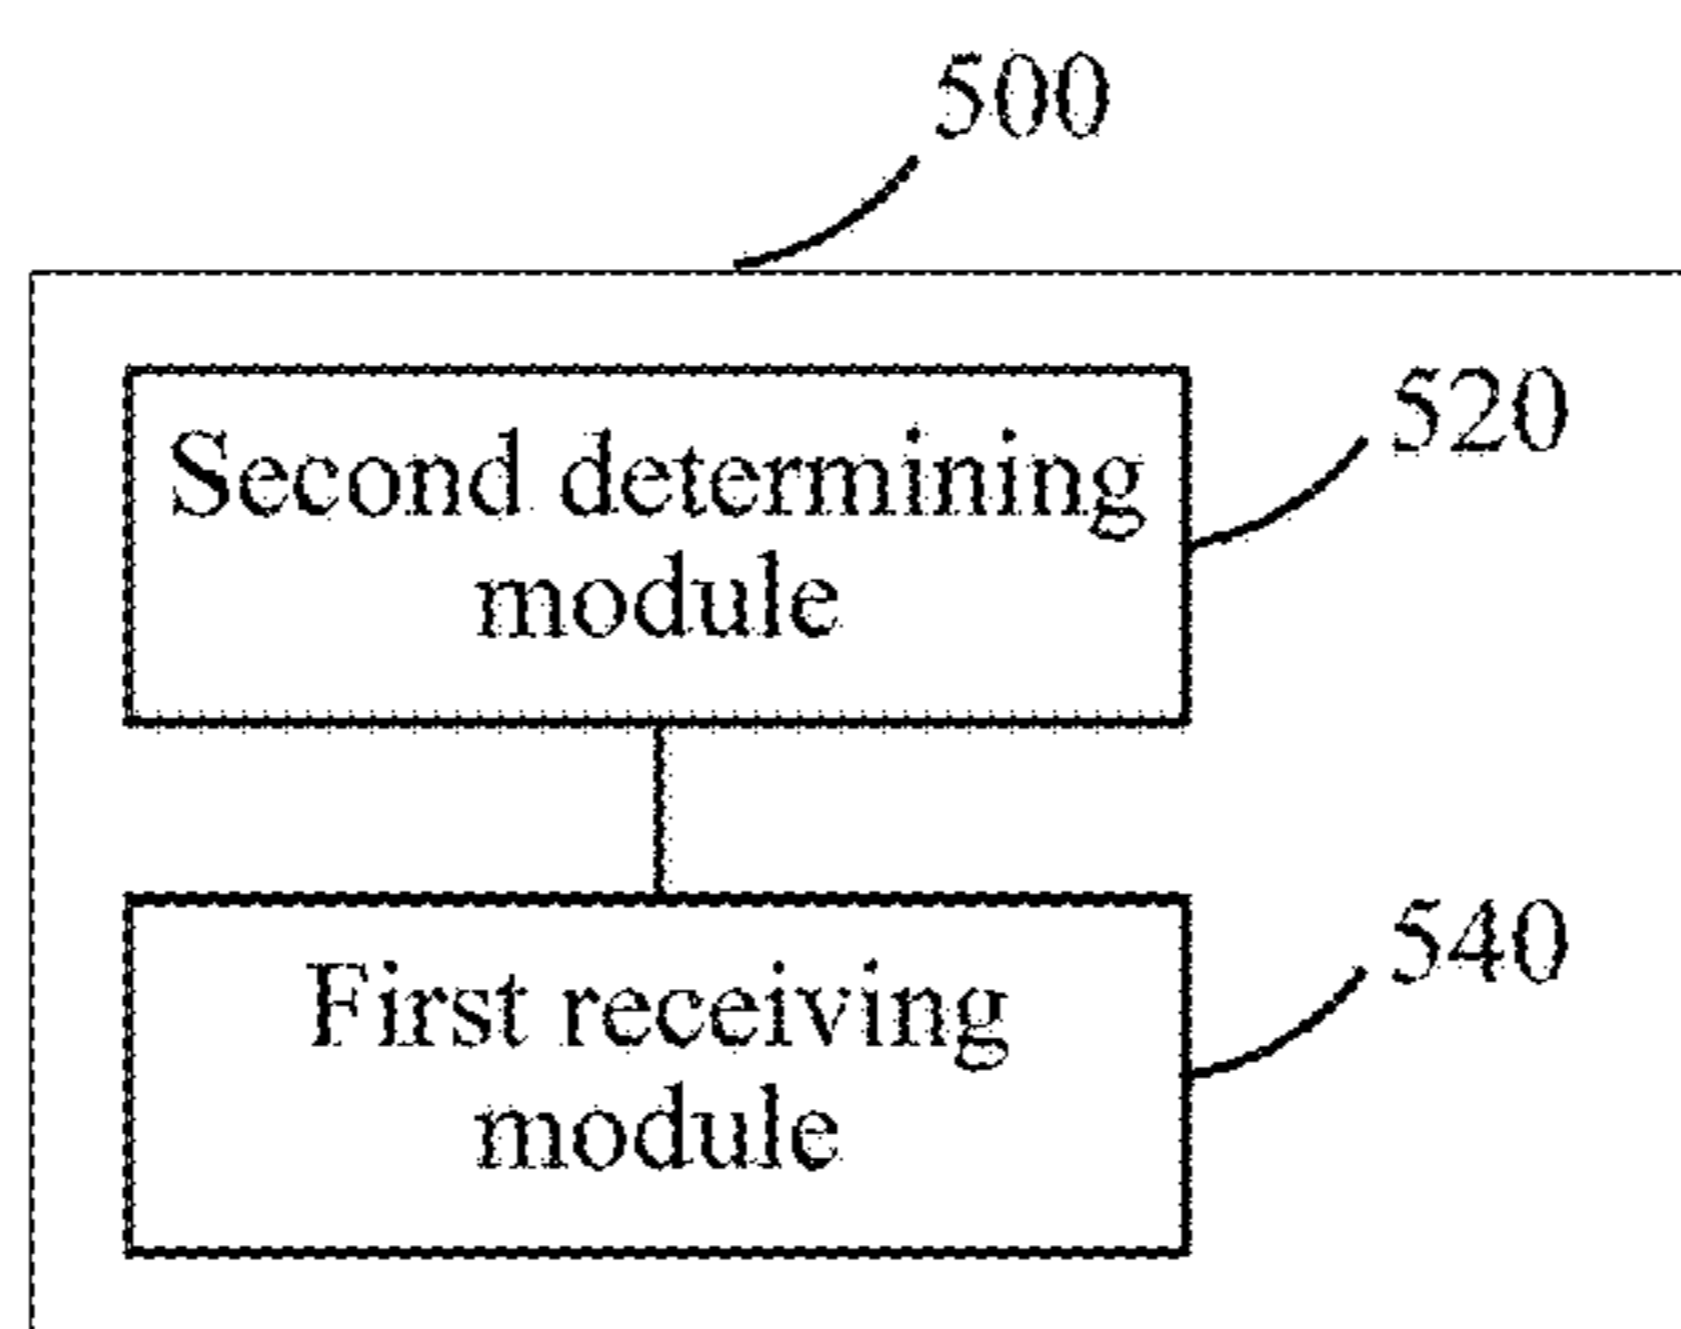 500
520
Second determining
module
540
First receiving
module